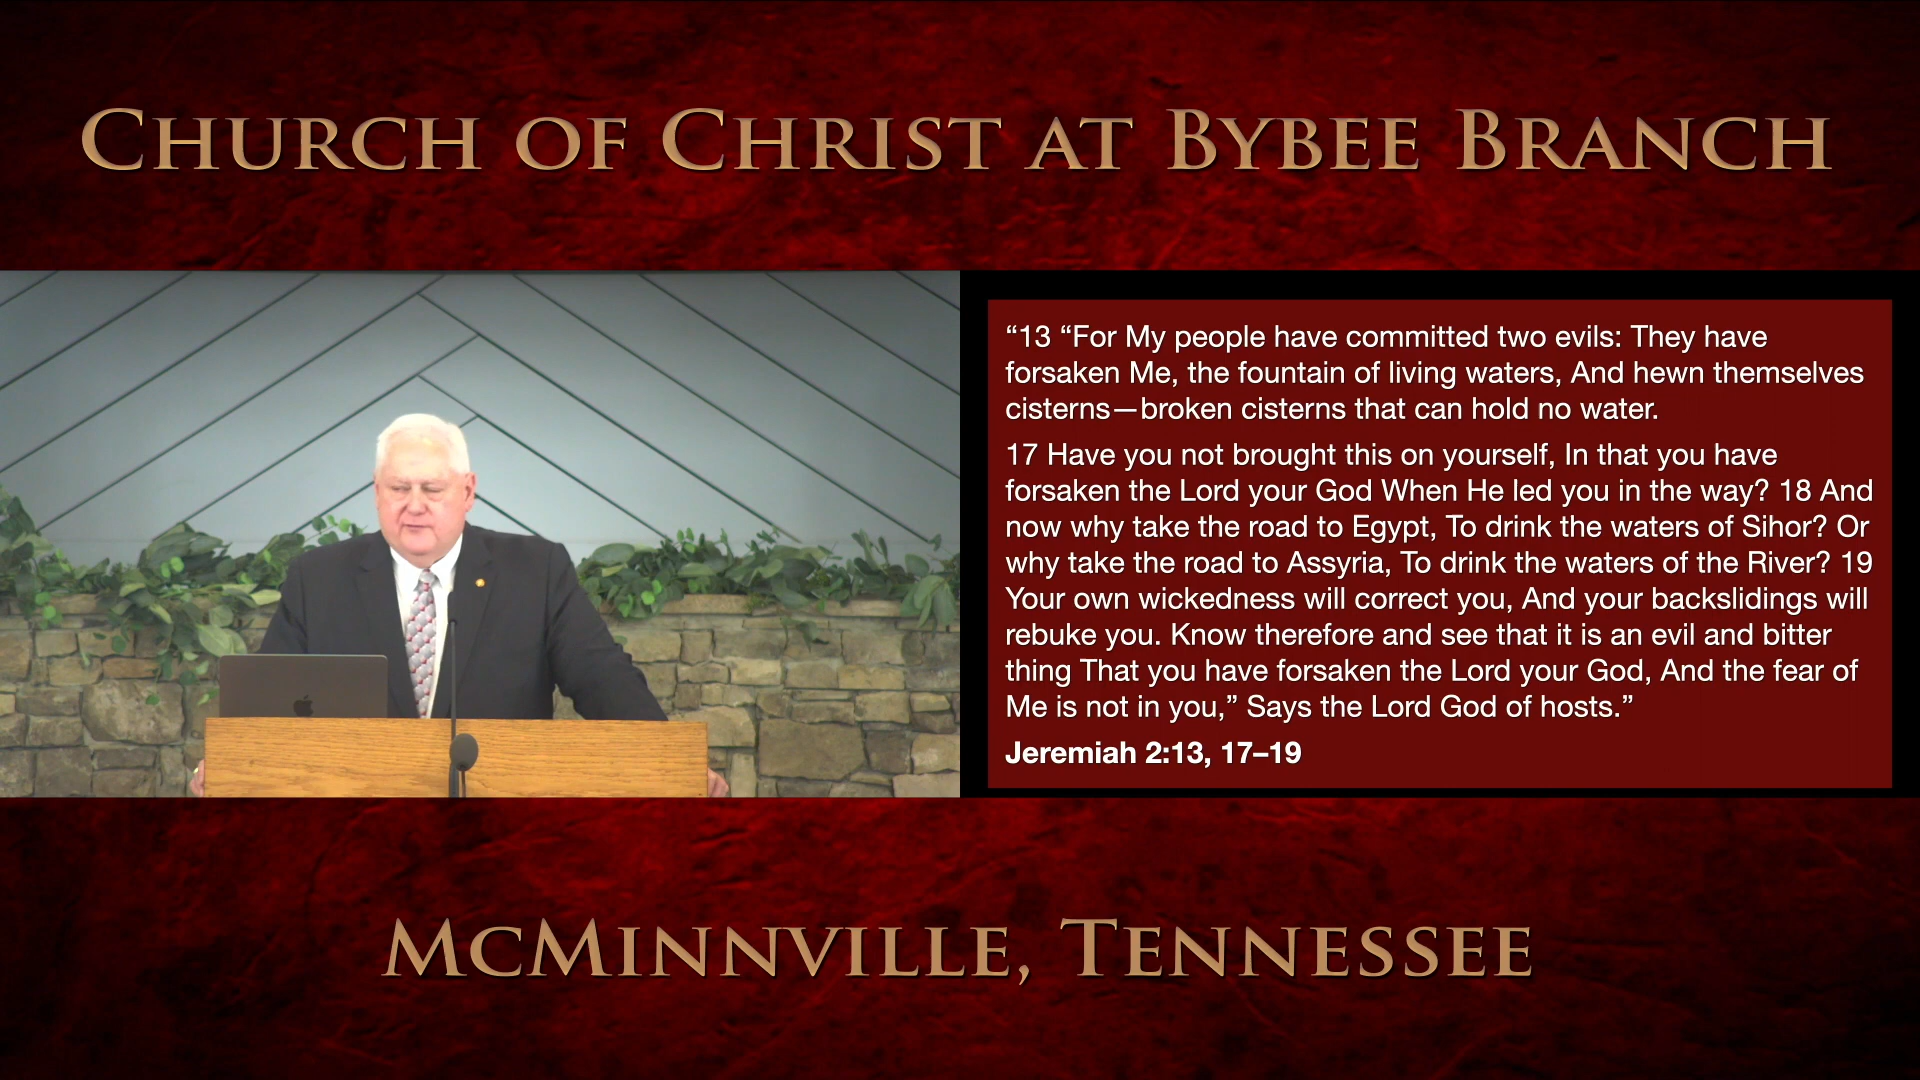 CHURCH OF CHRIST AT BYBEE BRANCH
“13 “For My people have committed two evils: They have
forsaken Me, the fountain of living waters, And hewn themselves
cisterns—broken cisterns that can hold no water.
17 Have you not brought this on yourself, In that you have
forsaken the Lord your God When He led you in the way? 18 And
now why take the road to Egypt, To drink the waters of Sihor? Or
why take the road to Assyria, To drink the waters of the River? 19
Your own wickedness will correct you, And your backslidings will
rebuke you. Know therefore and see that it is an evil and bitter
thing That you have forsaken the Lord your God, And the fear of
Me is not in you,” Says the Lord God of hosts.”
Jeremiah 2:13, 17–19
MCMINNVILLE, TENNESSEE